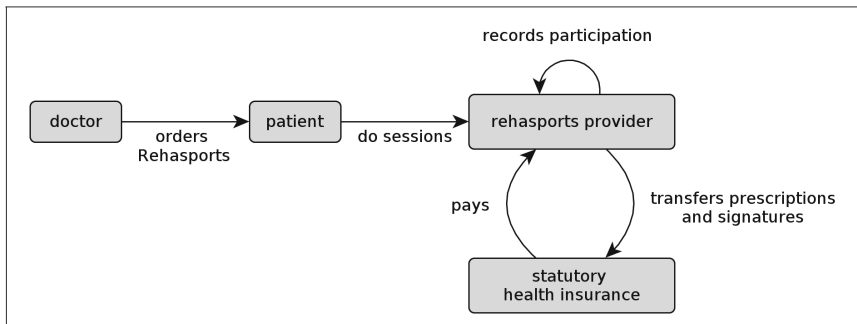 records participation
doctor
patient
rehasports provider
orders
Rehasports
do sessions
pays
transfers prescriptions
and signatures
statutory
health insurance